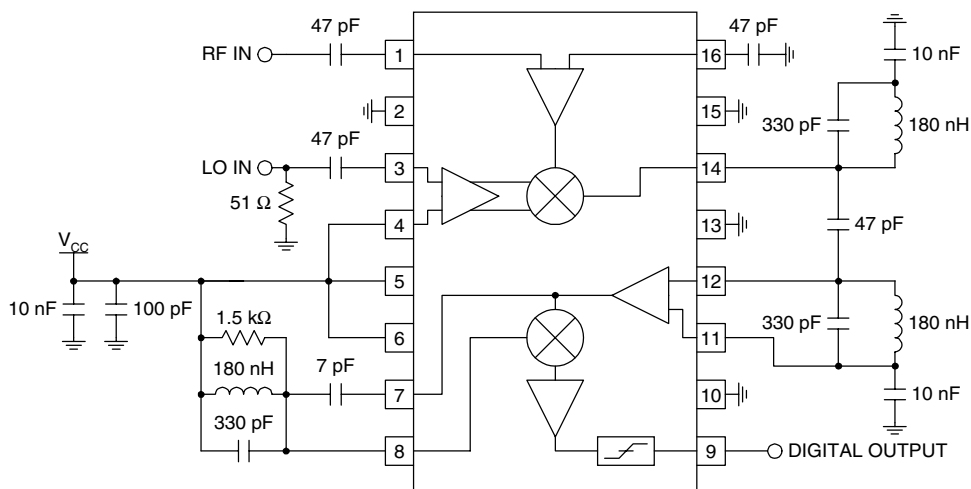 47 pF
RF IN
1
16
47 pF
10 nF
2
15
330 pF
180 nH
47 pF
LO IN
3
14
51 Ω
4
13
47 pF
VCC
5
12
10 nF
100 pF
1.5 kΩ
6
11
330 pF
180 nH
180 nH
7 pF
7
10
10 nF
330 pF
8
9
DIGITAL OUTPUT